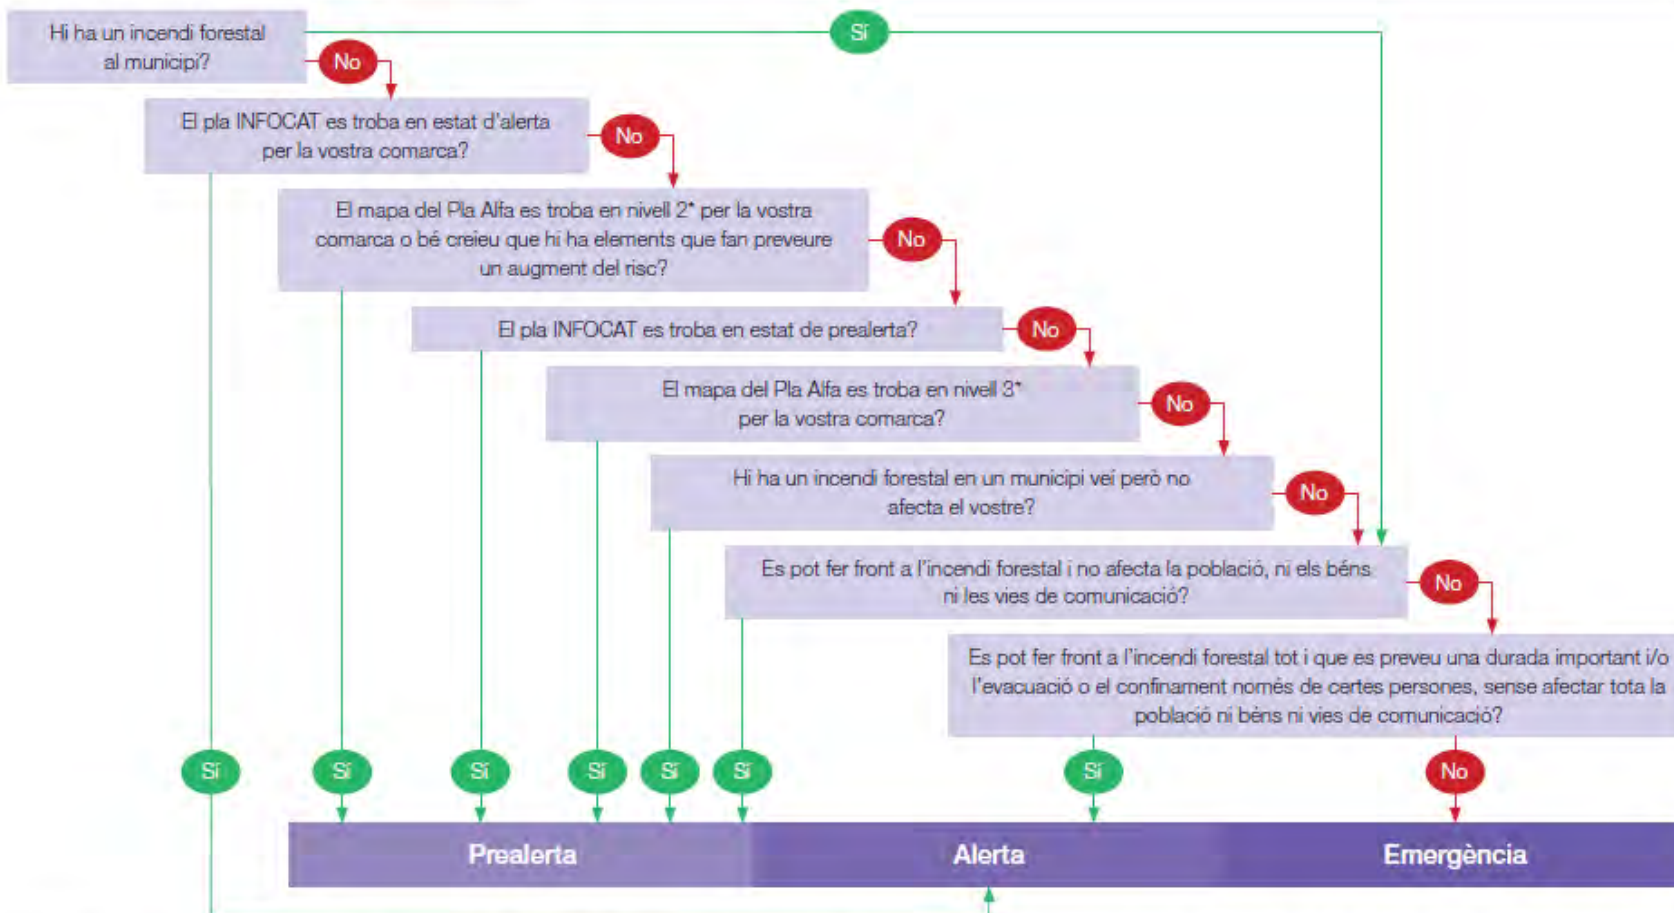 Hi ha un incendi forestal
al municipi?
Sí
No
El pla INFOCAT es troba en estat d'alerta
per la vostra comarca?
No
El mapa del Pla Alfa es troba en nivell 2* per la vostra
comarca o bé creieu que hi ha elements que fan preveure
un augment del risc?
No
El pla INFOCAT es troba en estat de prealerta?
No
El mapa del Pla Alfa es troba en nivell 3*
per la vostra comarca?
No
Hi ha un incendi forestal en un municipi veí però no
afecta el vostre?
No
Es pot fer front a l'incendi forestal i no afecta la població, ni els béns
ni les vies de comunicació?
No
Es pot fer front a l'incendi forestal tot i que es preveu una durada important i/o
l'evacuació o el confinament només de certes persones, sense afectar tota la
població ni béns ni vies de comunicació?
Sí
Sí
Sí
Sí
Sí
Sí
Sí
No
Prealerta
Alerta
Emergència